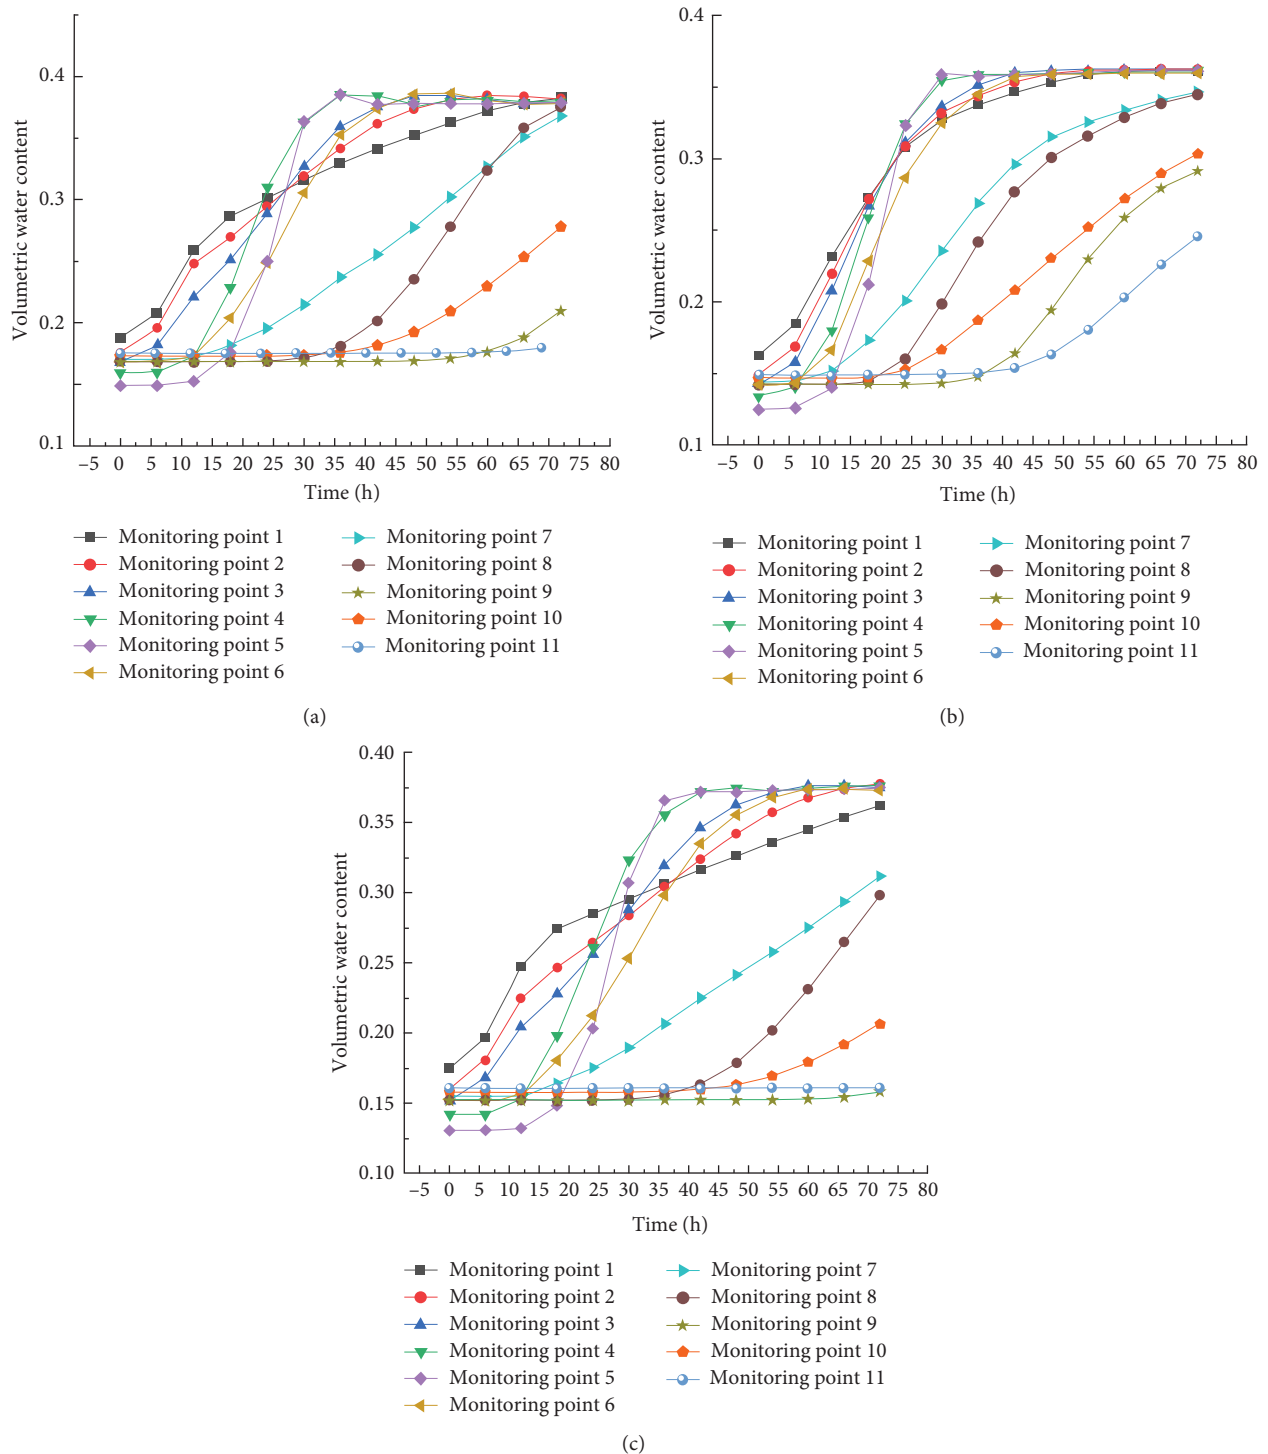 0.4
0.3
0.2
0.1
Volumetric water content
−5 0 5 10 15 20 25 30 35 40 45 50 55 60 65 70 75 80
Time (h)
Monitoring point 1
Monitoring point 2
Monitoring point 3
Monitoring point 4
Monitoring point 5
Monitoring point 6
Monitoring point 7
Monitoring point 8
Monitoring point 9
Monitoring point 10
Monitoring point 11
(a)
0.4
0.3
0.2
0.1
Volumetric water content
−5 0 5 10 15 20 25 30 35 40 45 50 55 60 65 70 75 80
Time (h)
Monitoring point 1
Monitoring point 2
Monitoring point 3
Monitoring point 4
Monitoring point 5
Monitoring point 6
Monitoring point 7
Monitoring point 8
Monitoring point 9
Monitoring point 10
Monitoring point 11
(b)
0.40
0.35
0.30
0.25
0.20
0.15
0.10
Volumetric water content
−5 0 5 10 15 20 25 30 35 40 45 50 55 60 65 70 75 80
Time (h)
Monitoring point 1
Monitoring point 2
Monitoring point 3
Monitoring point 4
Monitoring point 5
Monitoring point 6
Monitoring point 7
Monitoring point 8
Monitoring point 9
Monitoring point 10
Monitoring point 11
(c)